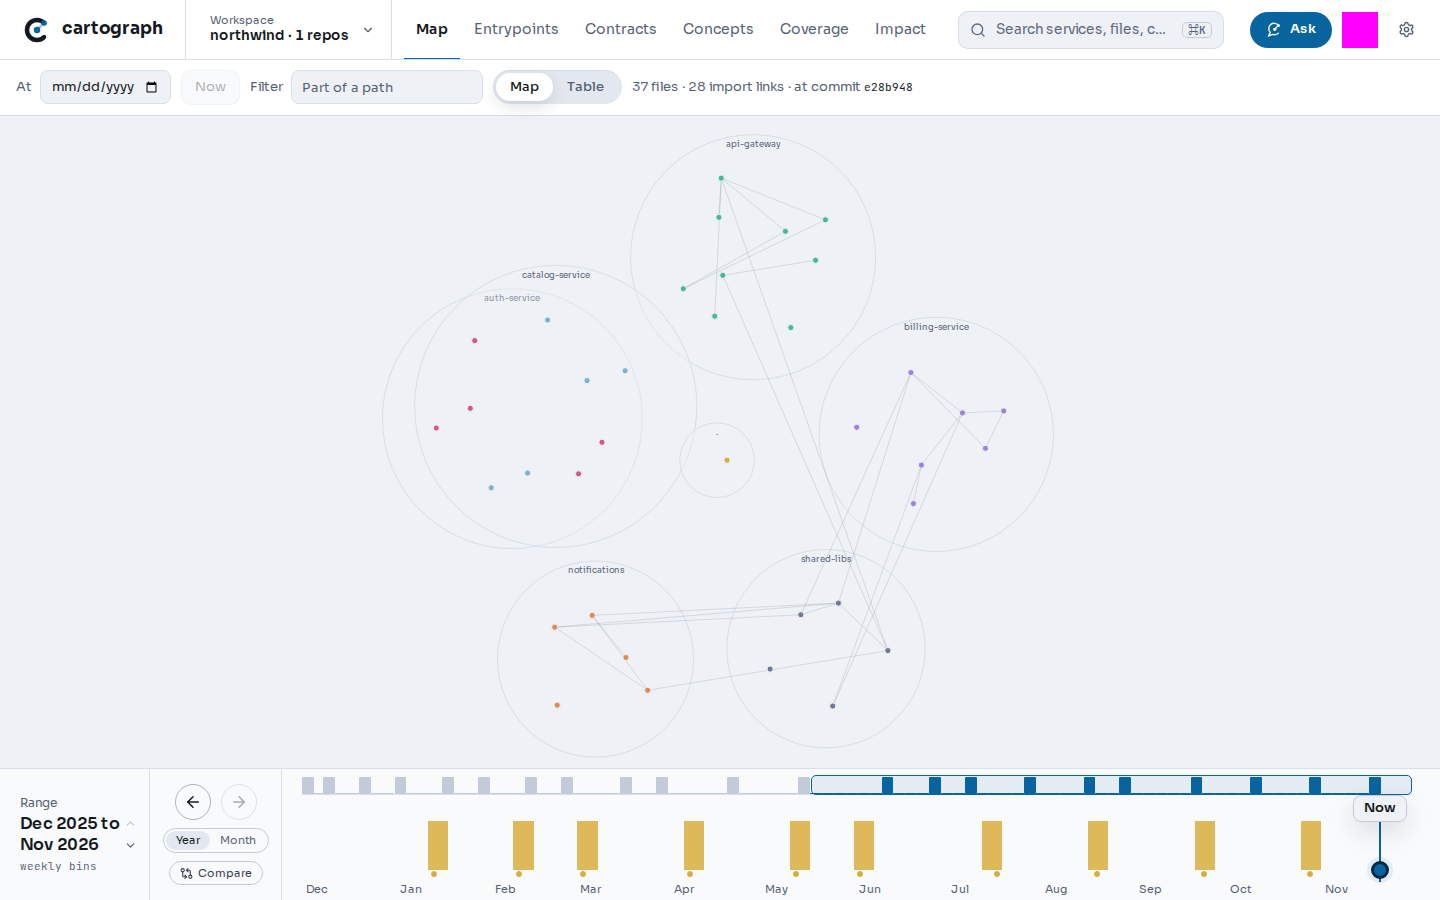 cartograph
Workspace
northwind · 1 repos
Map
Entrypoints
Contracts
Concepts
Coverage
Impact
Search services, files, c...
⌘K
Ask
At
mm/dd/yyyy
Now
Filter
Part of a path
Map
Table
37 files · 28 import links · at commit e28b948
api-gateway
catalog-service
auth-service
billing-service
.
shared-libs
notifications
Range
Dec 2025 to
Nov 2026
weekly bins
Year
Month
Compare
Now
Dec
Jan
Feb
Mar
Apr
May
Jun
Jul
Aug
Sep
Oct
Nov